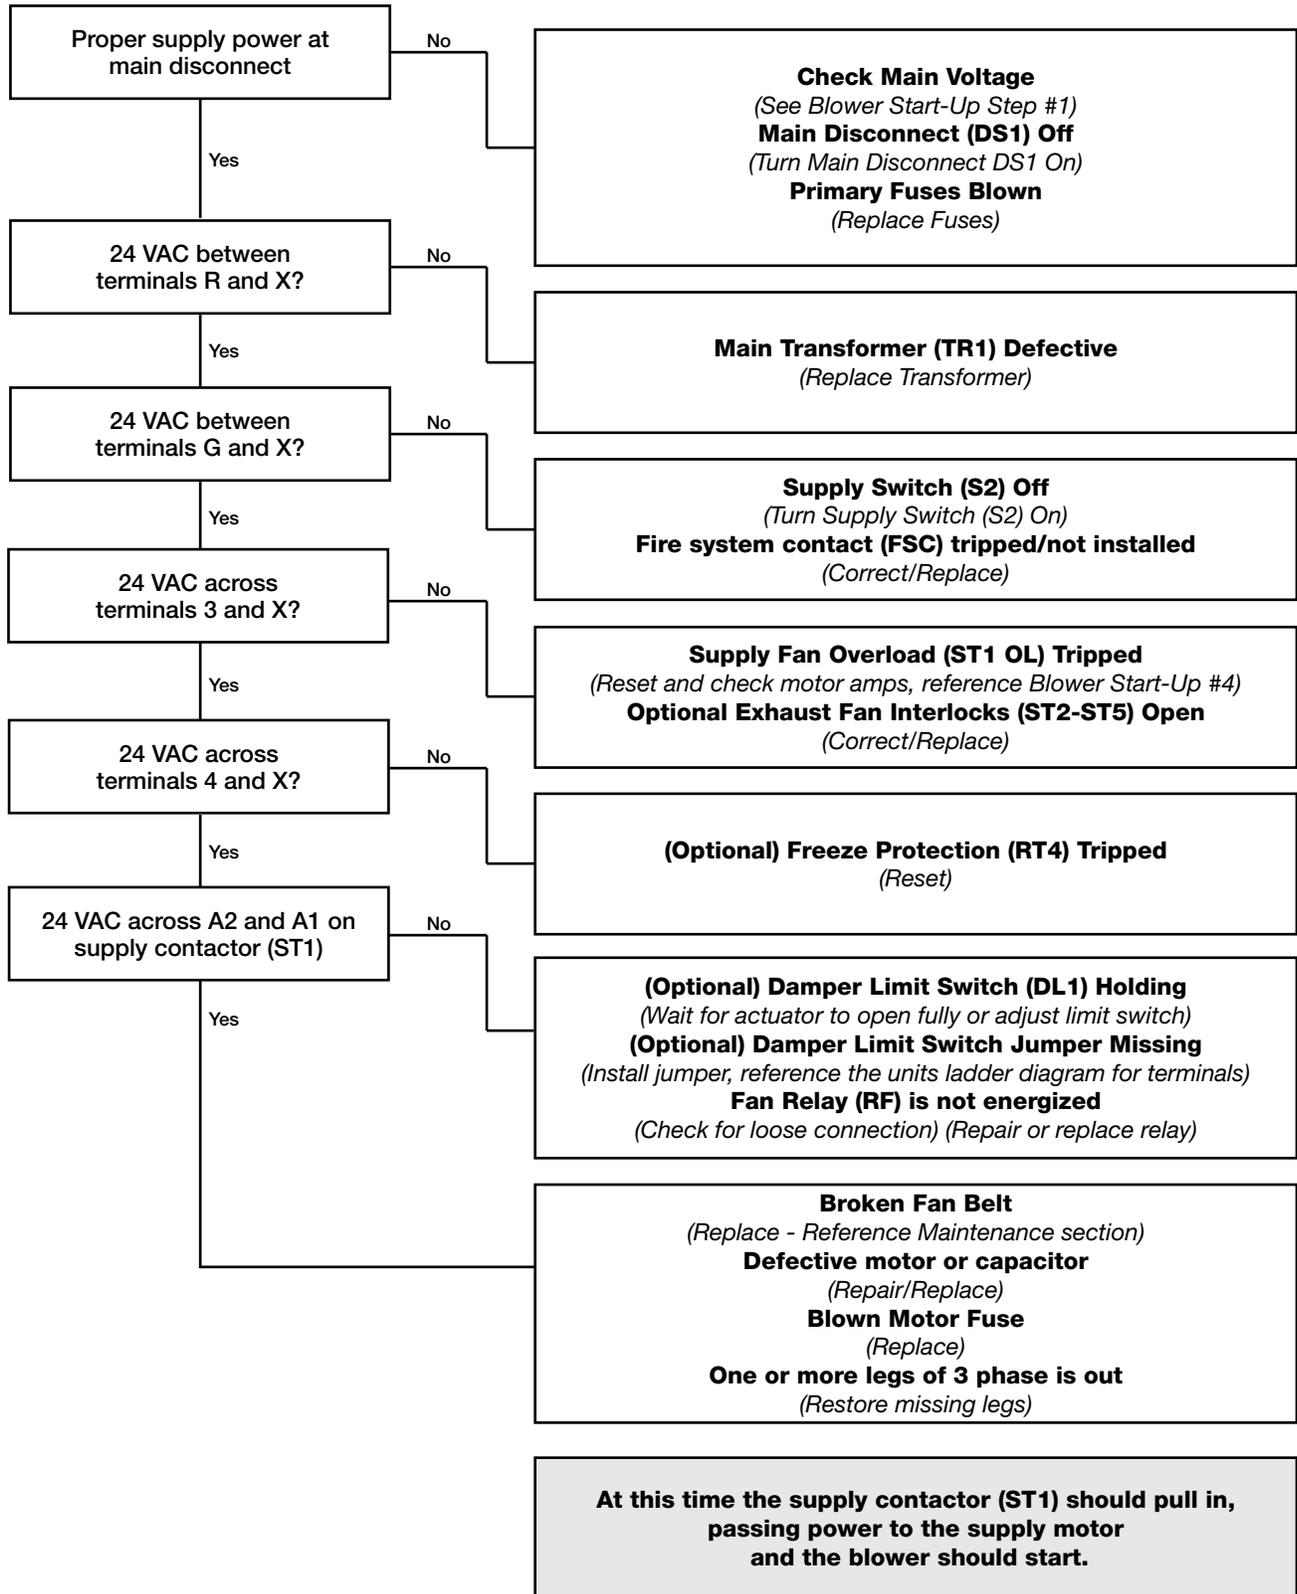 Proper supply power at
main disconnect
No
Check Main Voltage
(See Blower Start-Up Step #1)
Main Disconnect (DS1) Off
(Turn Main Disconnect DS1 On)
Primary Fuses Blown
(Replace Fuses)
Yes
24 VAC between
terminals R and X?
No
Main Transformer (TR1) Defective
(Replace Transformer)
Yes
24 VAC between
terminals G and X?
No
Supply Switch (S2) Off
(Turn Supply Switch (S2) On)
Fire system contact (FSC) tripped/not installed
(Correct/Replace)
Yes
24 VAC across
terminals 3 and X?
No
Supply Fan Overload (ST1 OL) Tripped
(Reset and check motor amps, reference Blower Start-Up #4)
Optional Exhaust Fan Interlocks (ST2-ST5) Open
(Correct/Replace)
Yes
24 VAC across
terminals 4 and X?
No
(Optional) Freeze Protection (RT4) Tripped
(Reset)
Yes
24 VAC across A2 and A1 on
supply contactor (ST1)
No
(Optional) Damper Limit Switch (DL1) Holding
(Wait for actuator to open fully or adjust limit switch)
(Optional) Damper Limit Switch Jumper Missing
(Install jumper, reference the units ladder diagram for terminals)
Fan Relay (RF) is not energized
(Check for loose connection) (Repair or replace relay)
Yes
Broken Fan Belt
(Replace - Reference Maintenance section)
Defective motor or capacitor
(Repair/Replace)
Blown Motor Fuse
(Replace)
One or more legs of 3 phase is out
(Restore missing legs)
At this time the supply contactor (ST1) should pull in,
passing power to the supply motor
and the blower should start.